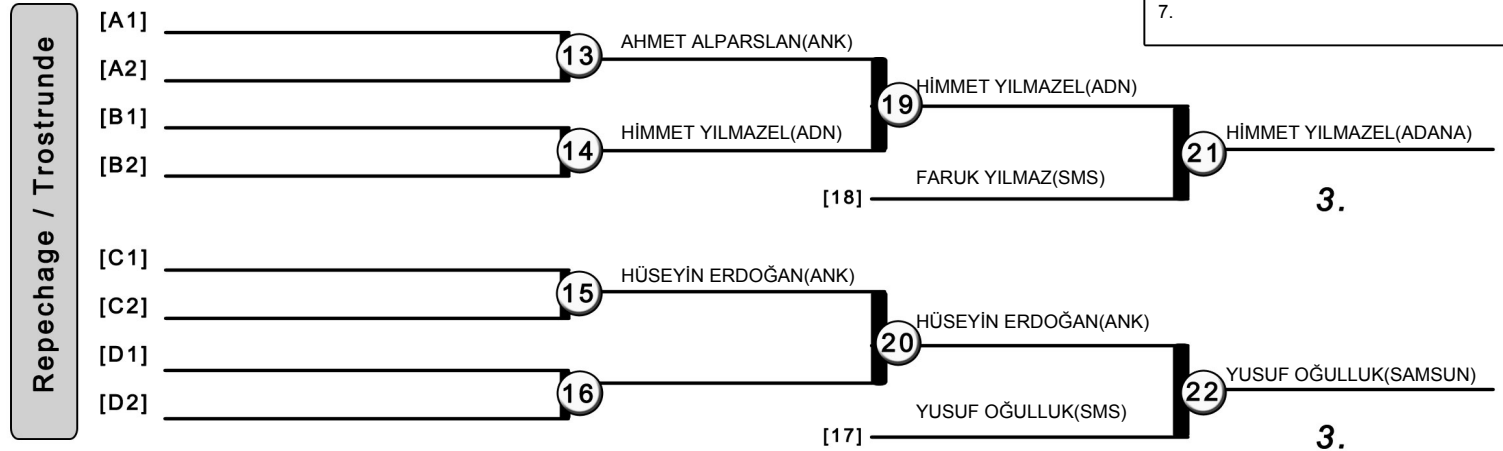 7.
Repechage / Trostrunde
[A1]
[A2]
13
AHMET ALPARSLAN(ANK)
[B1]
[B2]
14
HİMMET YILMAZEL(ADN)
19
HİMMET YILMAZEL(ADN)
[18]
FARUK YILMAZ(SMS)
21
HİMMET YILMAZEL(ADANA)
3.
[C1]
[C2]
15
HÜSEYİN ERDOĞAN(ANK)
[D1]
[D2]
16
20
HÜSEYİN ERDOĞAN(ANK)
[17]
YUSUF OĞULLUK(SMS)
22
YUSUF OĞULLUK(SAMSUN)
3.